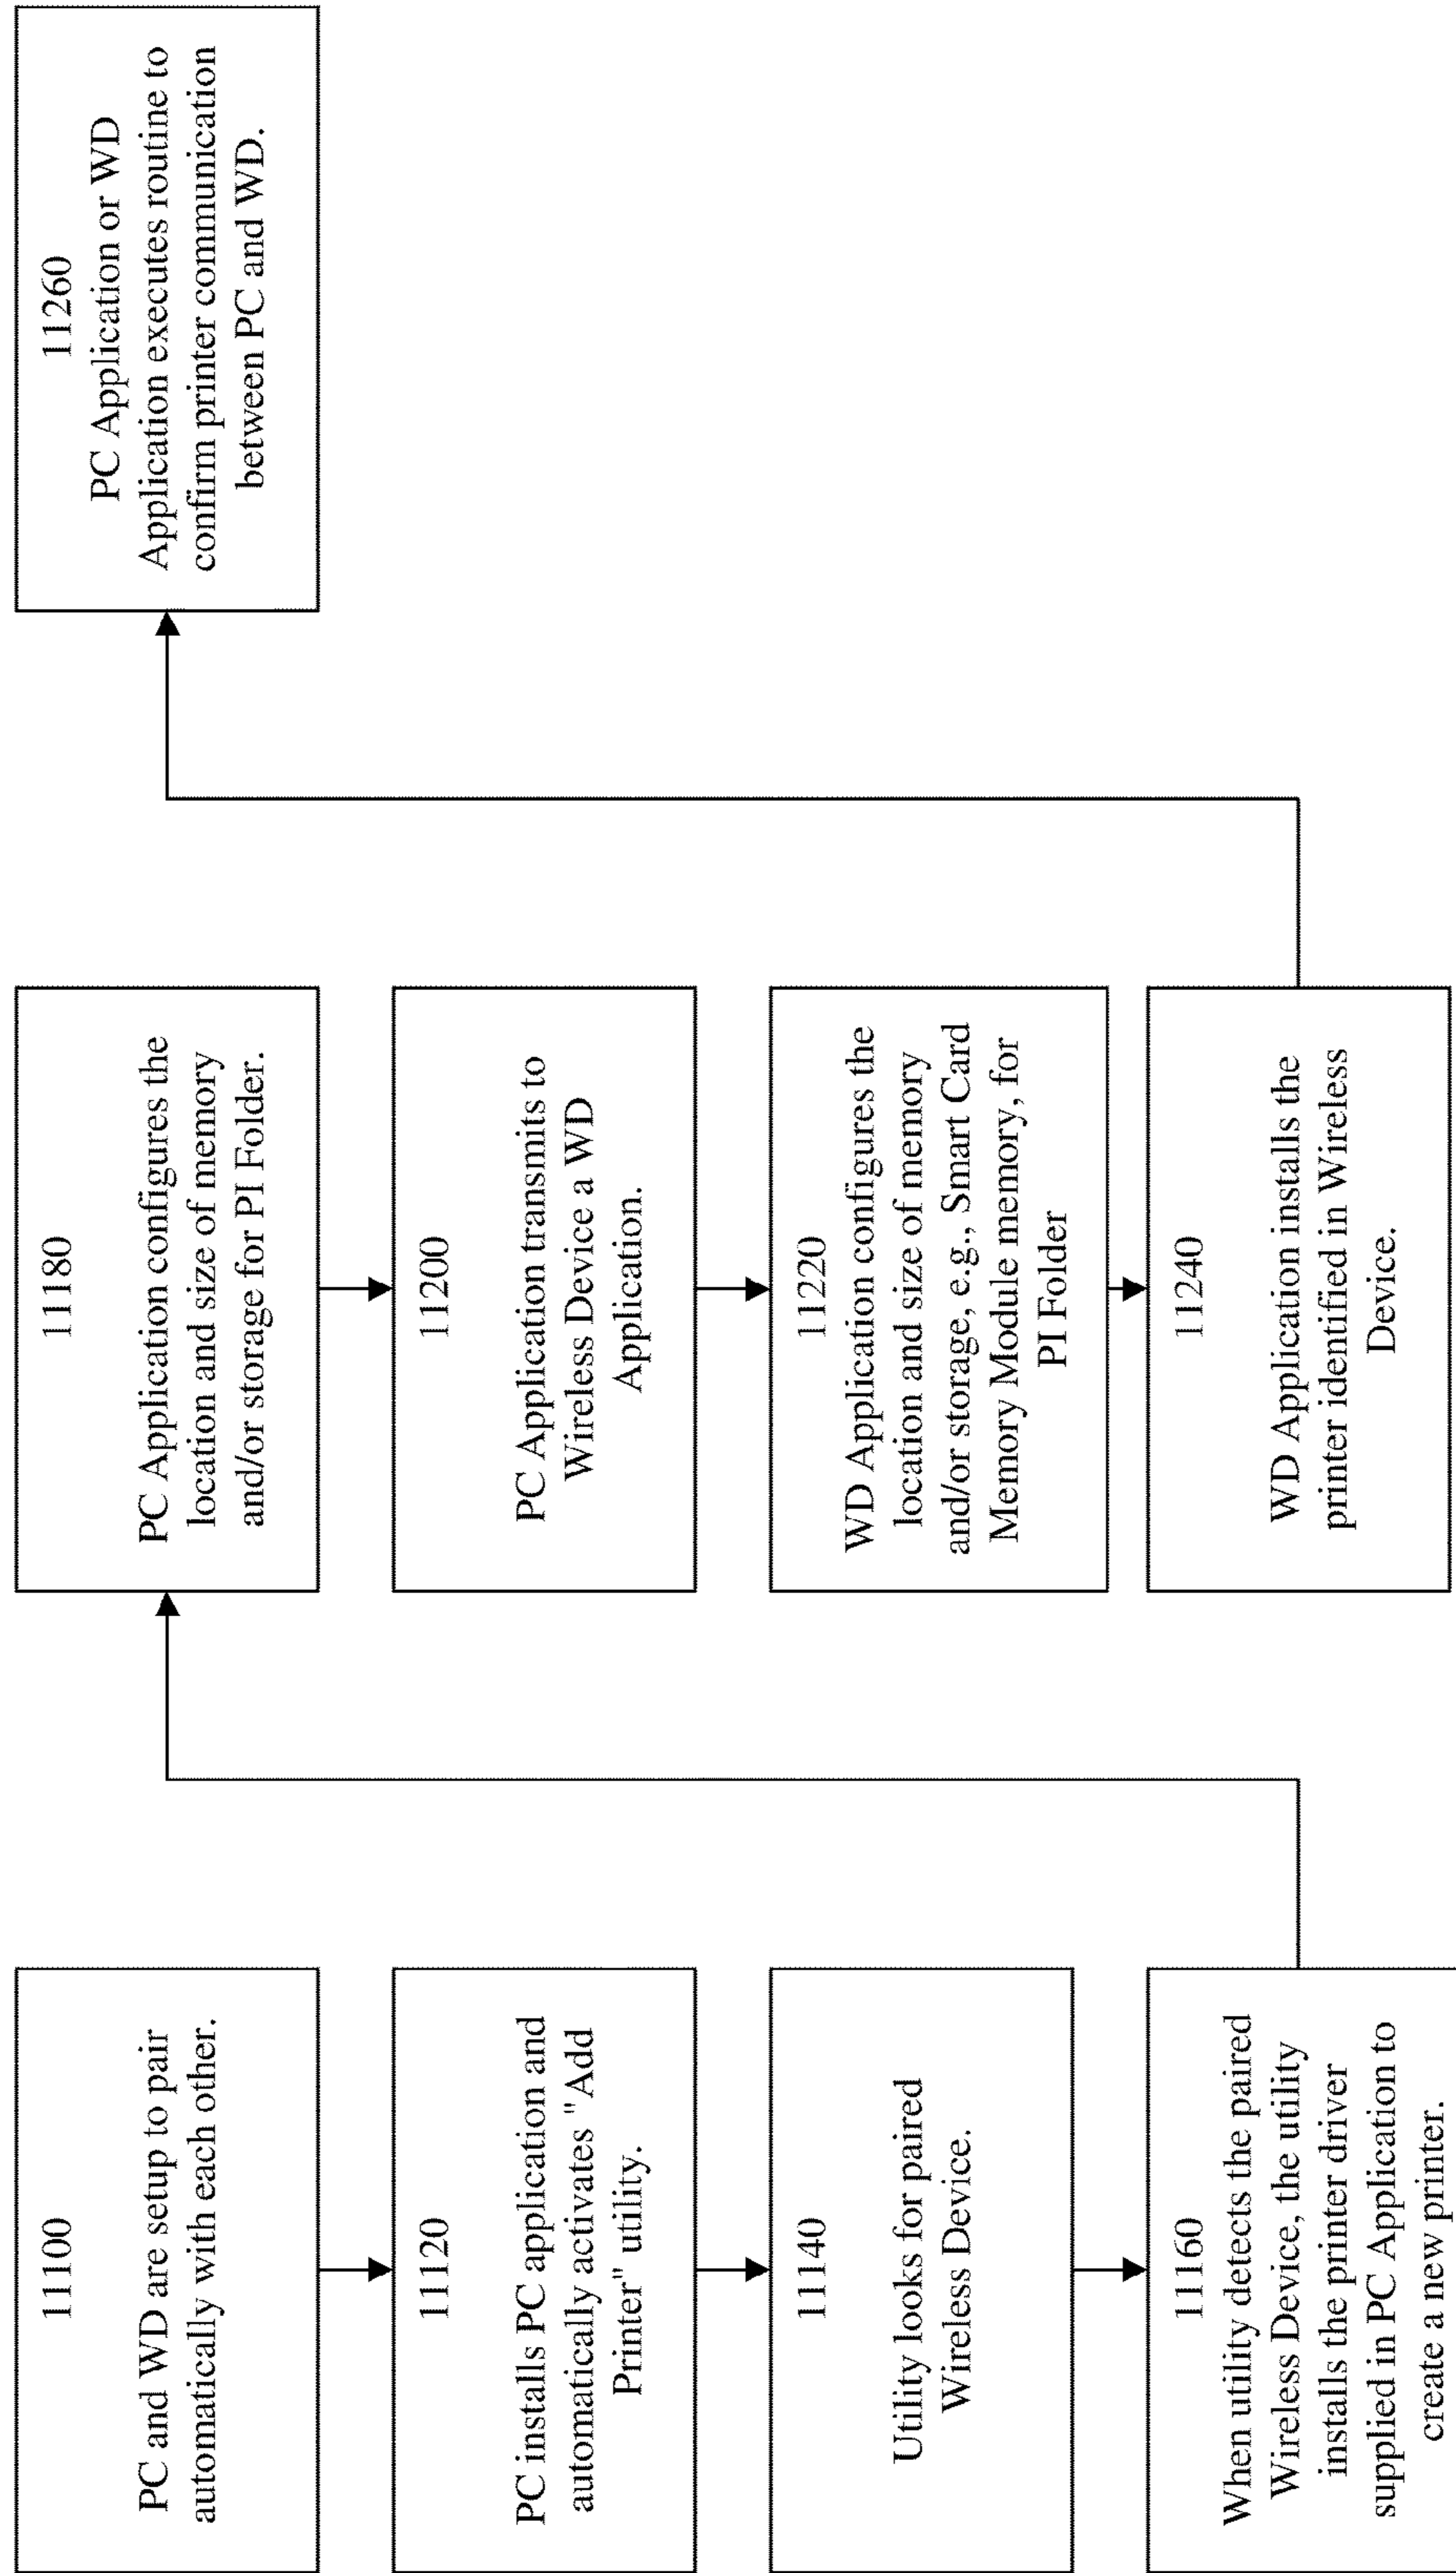 11100
PC and WD are setup to pair
automatically with each other.
11120
PC installs PC application and
automatically activates "Add
Printer" utility.
11140
Utility looks for paired
Wireless Device.
11160
When utility detects the paired
Wireless Device, the utility
installs the printer driver
supplied in PC Application to
create a new printer.
11180
PC Application configures the
location and size of memory
and/or storage for PI Folder.
11200
PC Application transmits to
Wireless Device a WD
Application.
11220
WD Application configures the
location and size of memory
and/or storage, e.g., Smart Card
Memory Module memory, for
PI Folder
11240
WD Application installs the
printer identified in Wireless
Device.
11260
PC Application or WD
Application executes routine to
confirm printer communication
between PC and WD.